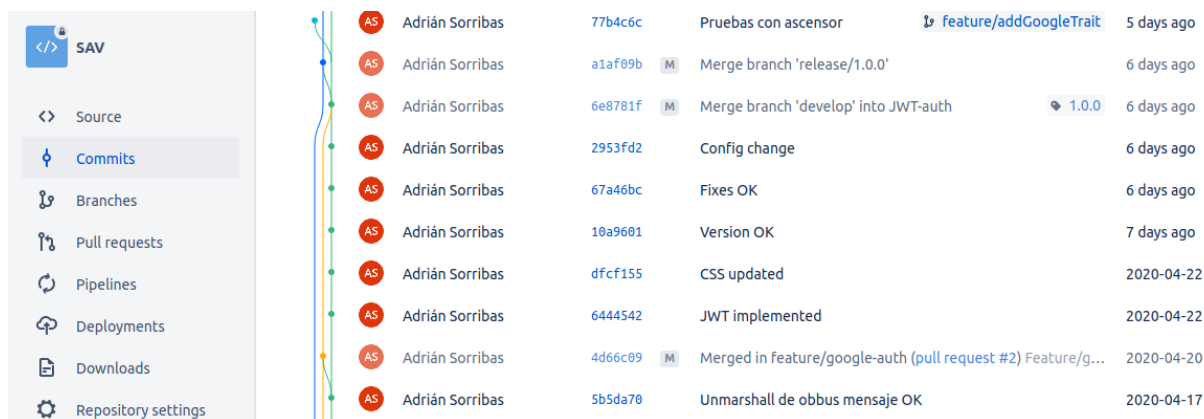 SAV
Source
Commits
Branches
Pull requests
Pipelines
Deployments
Downloads
Repository settings
AS Adrián Sorribas 77b4c6c Pruebas con ascensor feature/addGoogleTrait 5 days ago
AS Adrián Sorribas a1af09b M Merge branch 'release/1.0.0' 6 days ago
AS Adrián Sorribas 6e8781f M Merge branch 'develop' into JWT-auth 1.0.0 6 days ago
AS Adrián Sorribas 2953fd2 Config change 6 days ago
AS Adrián Sorribas 67a46bc Fixes OK 6 days ago
AS Adrián Sorribas 10a9601 Version OK 7 days ago
AS Adrián Sorribas dfcf155 CSS updated 2020-04-22
AS Adrián Sorribas 6444542 JWT implemented 2020-04-22
AS Adrián Sorribas 4d66c09 M Merged in feature/google-auth (pull request #2) Feature/g... 2020-04-20
AS Adrián Sorribas 5b5da70 Unmarshall de obbus mensaje OK 2020-04-17